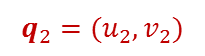 𝒒₂ = (𝑢₂, 𝑣₂)